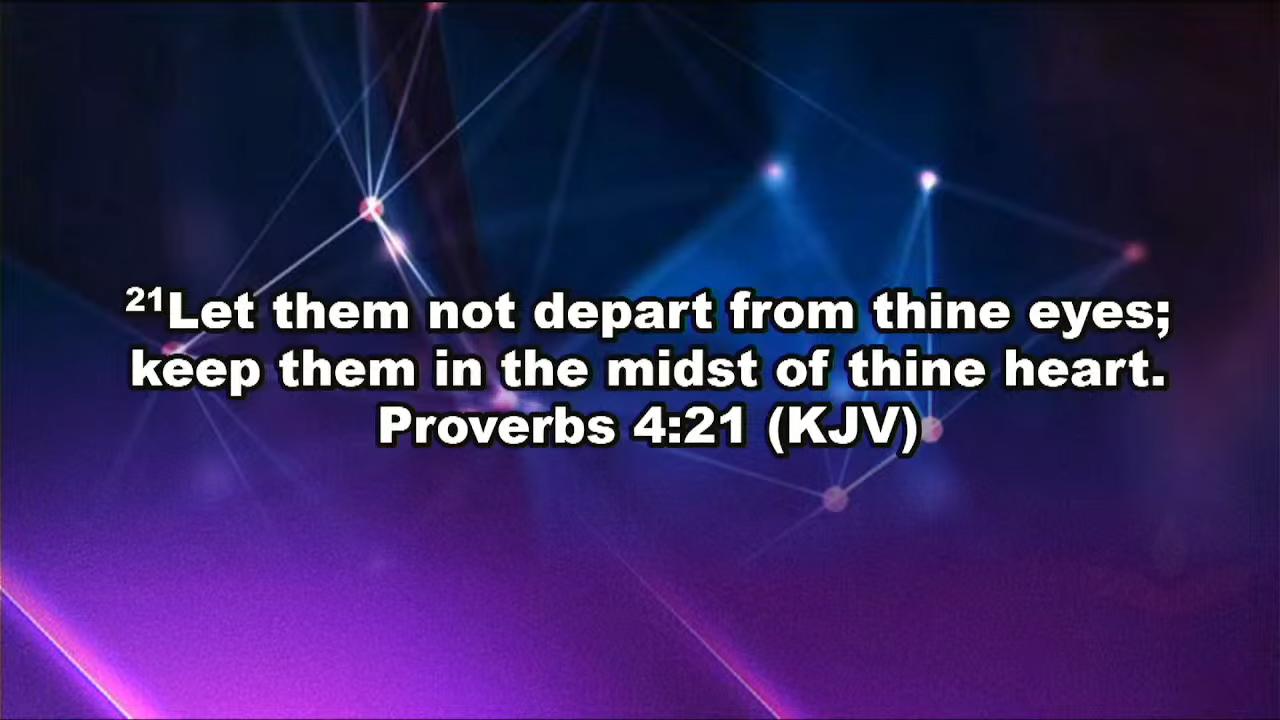 ²¹Let them not depart from thine eyes;
keep them in the midst of thine heart.
Proverbs 4:21 (KJV)